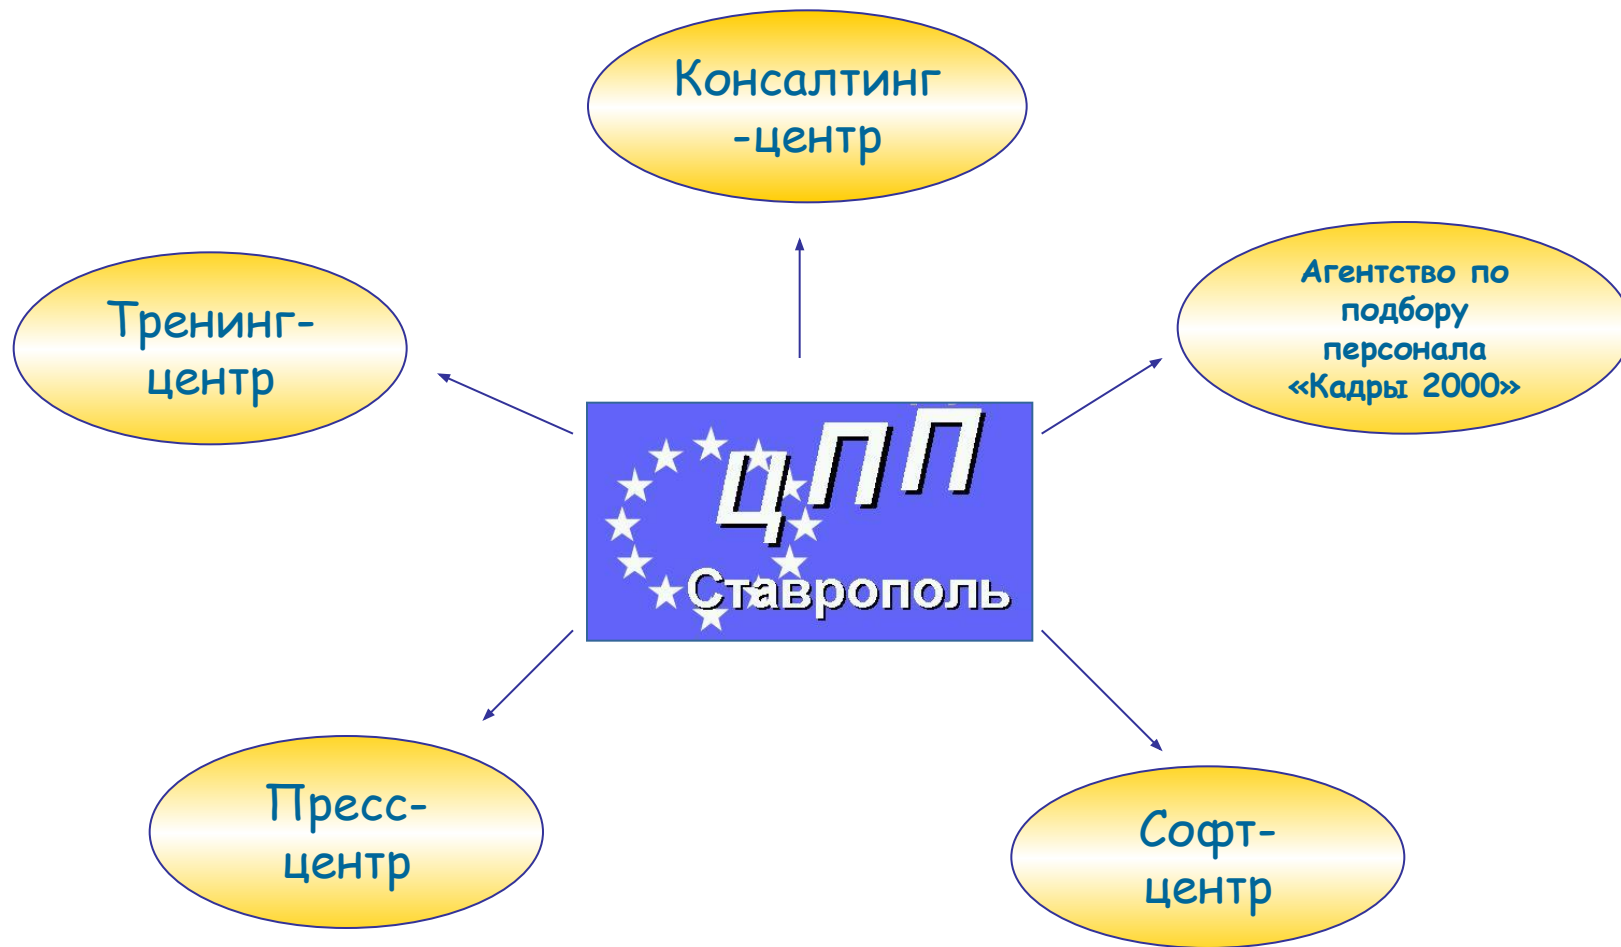 Консалтинг
-центр
Агентство по
подбору
персонала
«Кадры 2000»
Тренинг-
центр
ЦПП
Ставрополь
Пресс-
центр
Софт-
центр